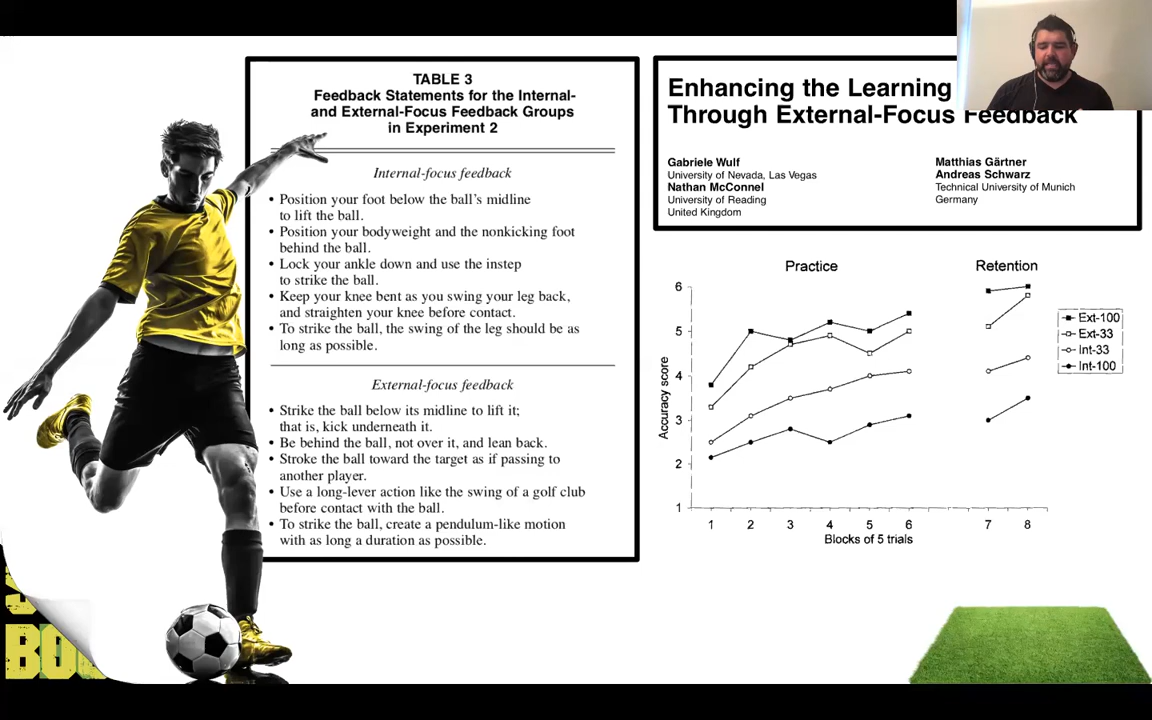 TABLE 3
Feedback Statements for the Internal-
and External-Focus Feedback Groups
in Experiment 2
Internal-focus feedback
• Position your foot below the ball's midline
to lift the ball.
• Position your bodyweight and the nonkicking foot
behind the ball.
• Lock your ankle down and use the instep
to strike the ball.
• Keep your knee bent as you swing your leg back,
and straighten your knee before contact.
• To strike the ball, the swing of the leg should be as
long as possible.
External-focus feedback
• Strike the ball below its midline to lift it;
that is, kick underneath it.
• Be behind the ball, not over it, and lean back.
• Stroke the ball toward the target as if passing to
another player.
• Use a long-lever action like the swing of a golf club
before contact with the ball.
• To strike the ball, create a pendulum-like motion
with as long a duration as possible.
Enhancing the Learning
Through External-Focus Feedback
Gabriele Wulf
University of Nevada, Las Vegas
Nathan McConnel
University of Reading
United Kingdom
Matthias Gärtner
Andreas Schwarz
Technical University of Munich
Germany
Practice
Retention
6
5
4
3
2
1
Accuracy score
1 2 3 4 5 6 7 8
Blocks of 5 trials
Ext-100
Ext-33
Int-33
Int-100